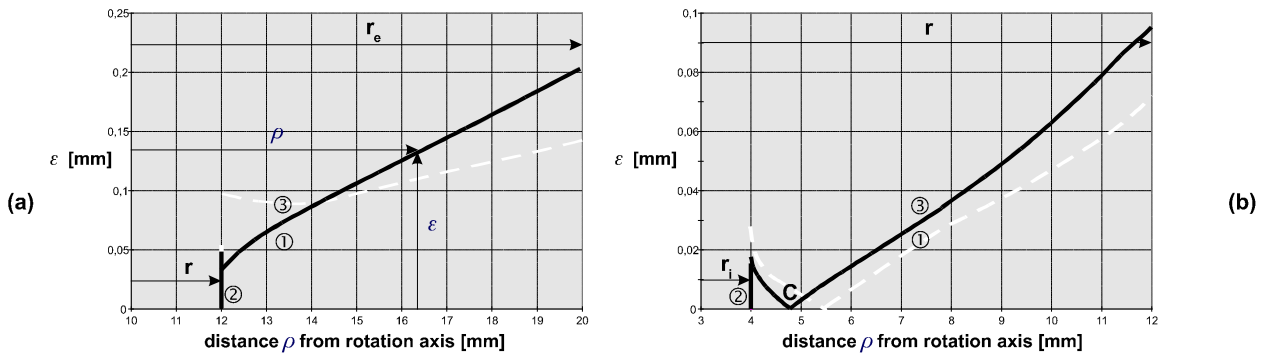 (a)
ε [mm]
0,25
0,2
0,15
0,1
0,05
0
r_e
ρ
ε
③
①
r
②
10 11 12 13 14 15 16 17 18 19 20
distance ρ from rotation axis [mm]
ε [mm]
0,1
0,08
0,06
0,04
0,02
0
r
③
①
r_i
②
C
3 4 5 6 7 8 9 10 11 12
distance ρ from rotation axis [mm]
(b)